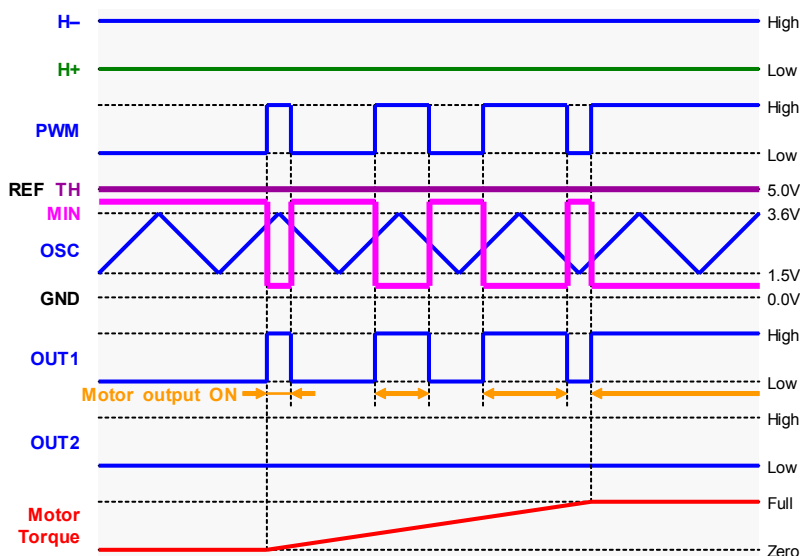 H– High
H+ Low
High
PWM
Low
REF TH 5.0V
MIN 3.6V
OSC
1.5V
GND 0.0V
High
OUT1
Low
Motor output ON
High
OUT2
Low
Full
Motor
Torque
Zero